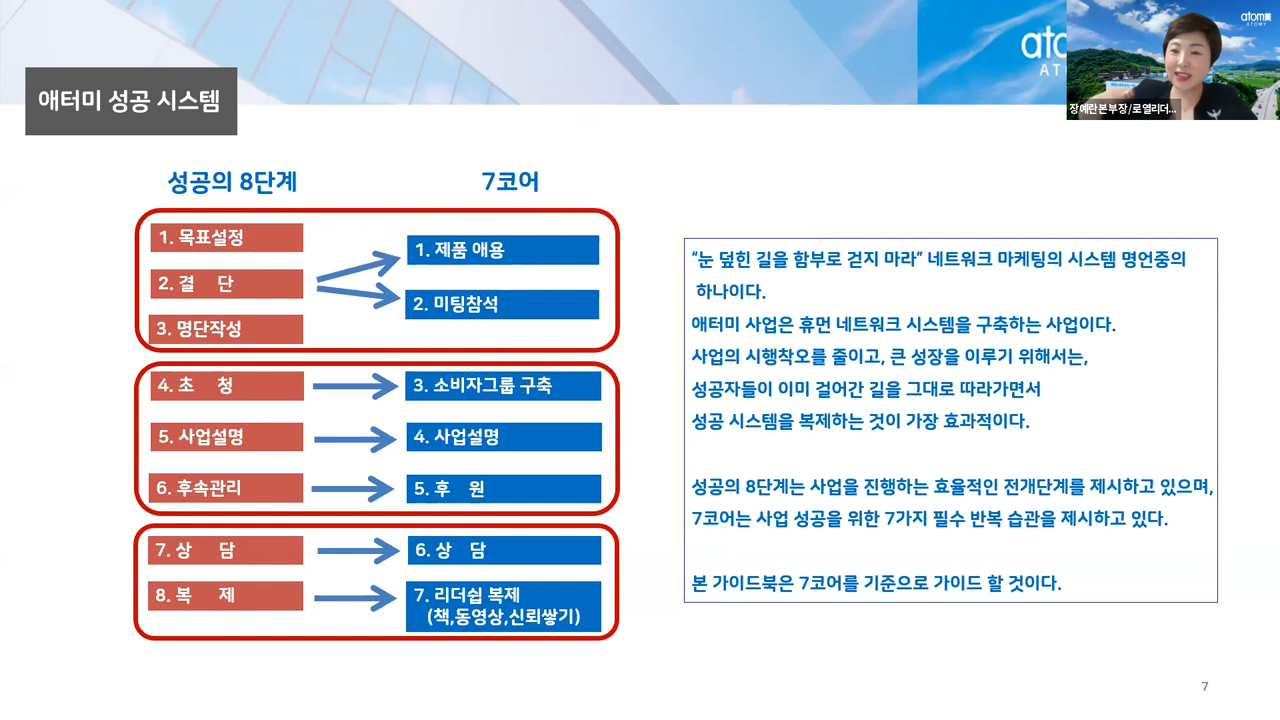 atom美
ATOMY
장예란본부장/로열리더...
애터미 성공 시스템
성공의 8단계
7코어
1. 목표설정
2. 결 단
3. 명단작성
1. 제품 애용
2. 미팅참석
4. 초 청
3. 소비자그룹 구축
5. 사업설명
4. 사업설명
6. 후속관리
5. 후 원
7. 상 담
6. 상 담
8. 복 제
7. 리더십 복제
(책,동영상,신뢰쌓기)
“눈 덮힌 길을 함부로 걷지 마라” 네트워크 마케팅의 시스템 명언중의
하나이다.
애터미 사업은 휴먼 네트워크 시스템을 구축하는 사업이다.
사업의 시행착오를 줄이고, 큰 성장을 이루기 위해서는,
성공자들이 이미 걸어간 길을 그대로 따라가면서
성공 시스템을 복제하는 것이 가장 효과적이다.
성공의 8단계는 사업을 진행하는 효율적인 전개단계를 제시하고 있으며,
7코어는 사업 성공을 위한 7가지 필수 반복 습관을 제시하고 있다.
본 가이드북은 7코어를 기준으로 가이드 할 것이다.
7